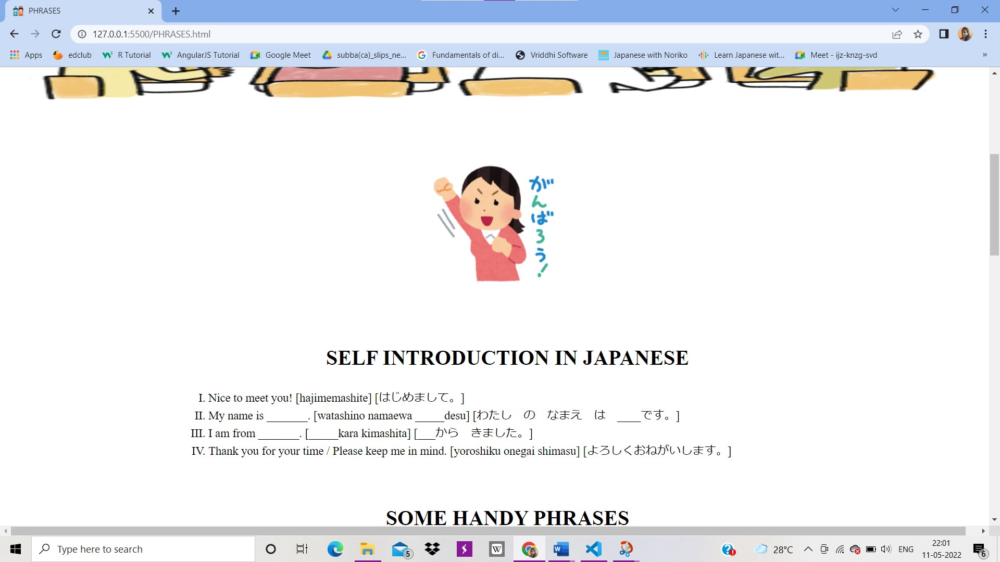 PHRASES
127.0.0.1:5500/PHRASES.html
Apps edclub R Tutorial AngularJS Tutorial Google Meet subba(ca)_slips_ne... Fundamentals of di... Vriddhi Software Japanese with Noriko Learn Japanese wit... Meet - ijz-knzg-svd »
がんばろう!
SELF INTRODUCTION IN JAPANESE
I. Nice to meet you! [hajimemashite] [はじめまして。]
II. My name is _______. [watashino namaewa _____desu] [わたし　の　なまえ　は　____です。]
III. I am from _______. [_____kara kimashita] [___から　きました。]
IV. Thank you for your time / Please keep me in mind. [yoroshiku onegai shimasu] [よろしくおねがいします。]
SOME HANDY PHRASES
Type here to search 5 28°C ENG 22:01
11-05-2022 6